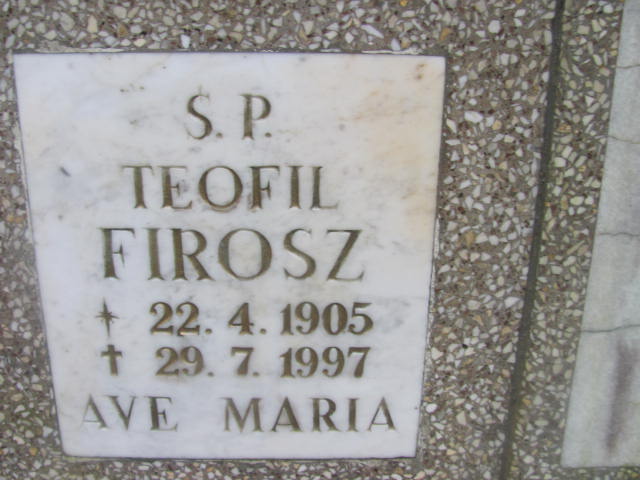 S. P.
TEOFIL
FIROSZ
* 22. 4. 1905
† 29. 7. 1997
AVE MARIA